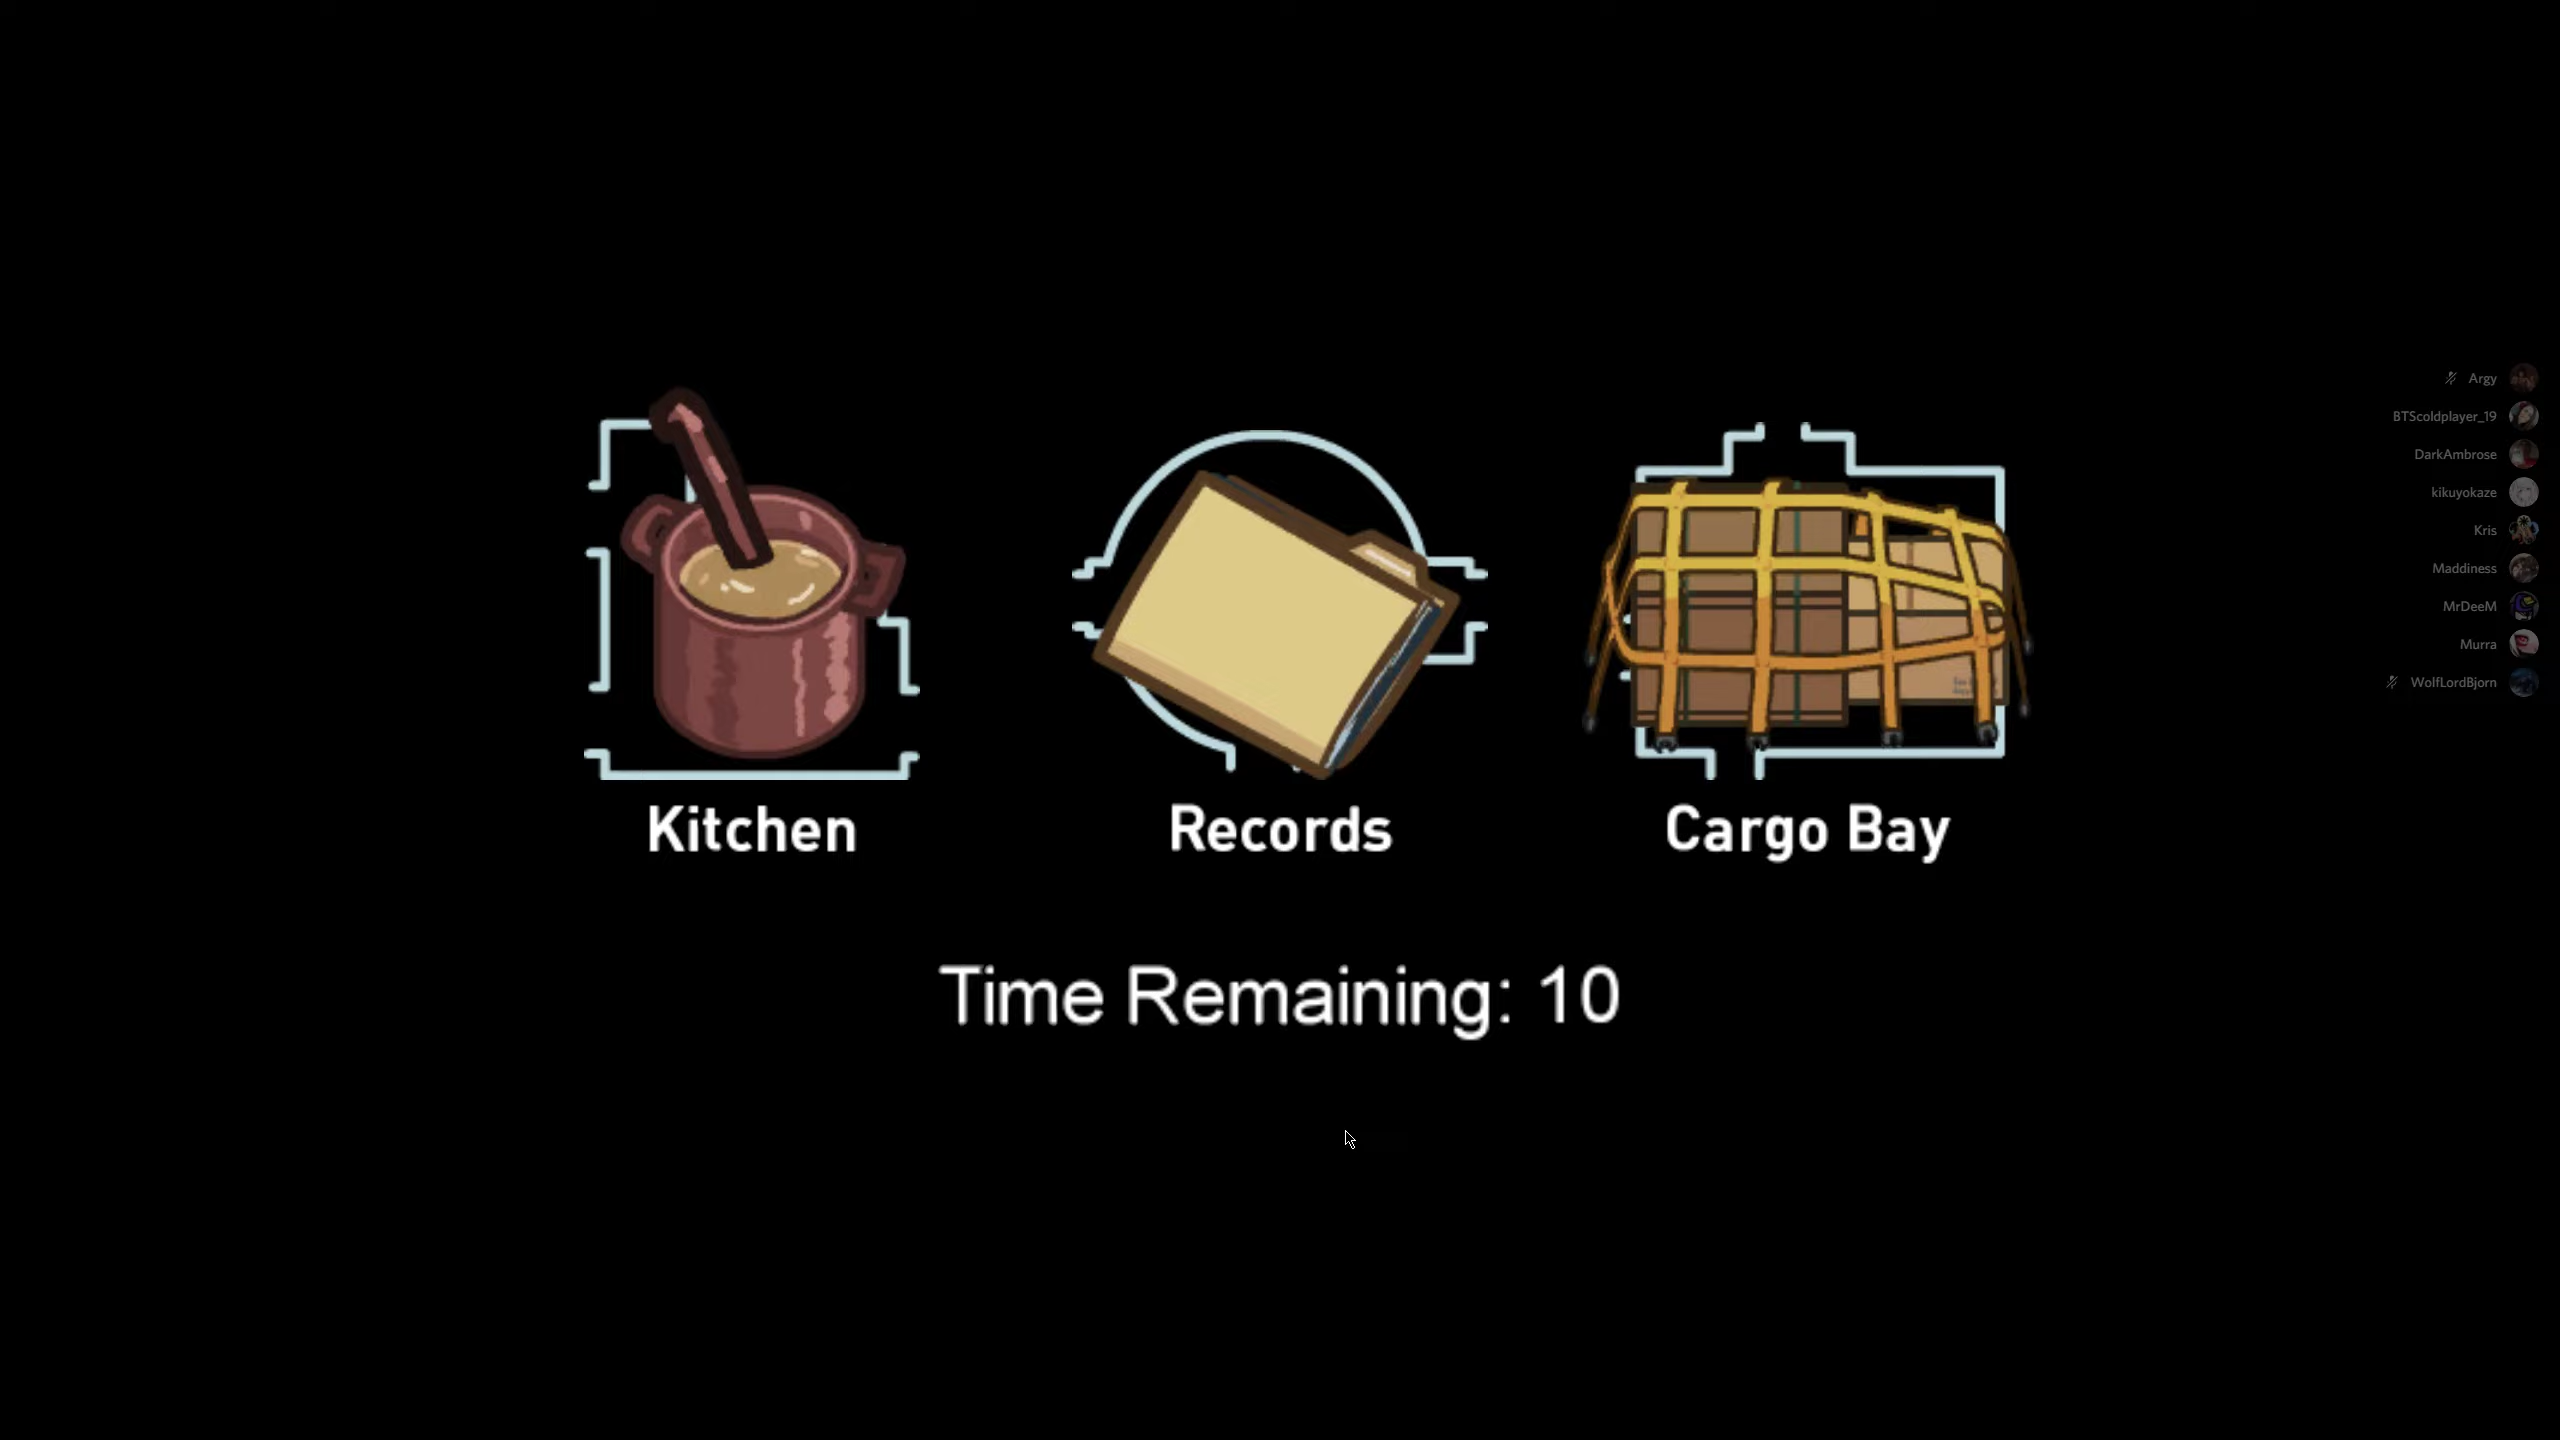 Kitchen
Records
Cargo Bay
Time Remaining: 10
Argy
BTScoldplayer_19
DarkAmbrose
kikuyokaze
Kris
Maddiness
MrDeeM
Murra
WolfLordBjorn